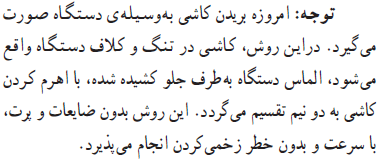 توجه: امروزه بریدن کاشی به‌وسیله‌ی دستگاه صورت
می‌گیرد. دراین روش، کاشی در تنگ و کلاف دستگاه واقع
می‌شود، الماس دستگاه به‌طرف جلو کشیده شده، با اهرم کردن
کاشی به دو نیم تقسیم می‌گردد. این روش بدون ضایعات و پرت،
با سرعت و بدون خطر زخمی‌کردن انجام می‌پذیرد.